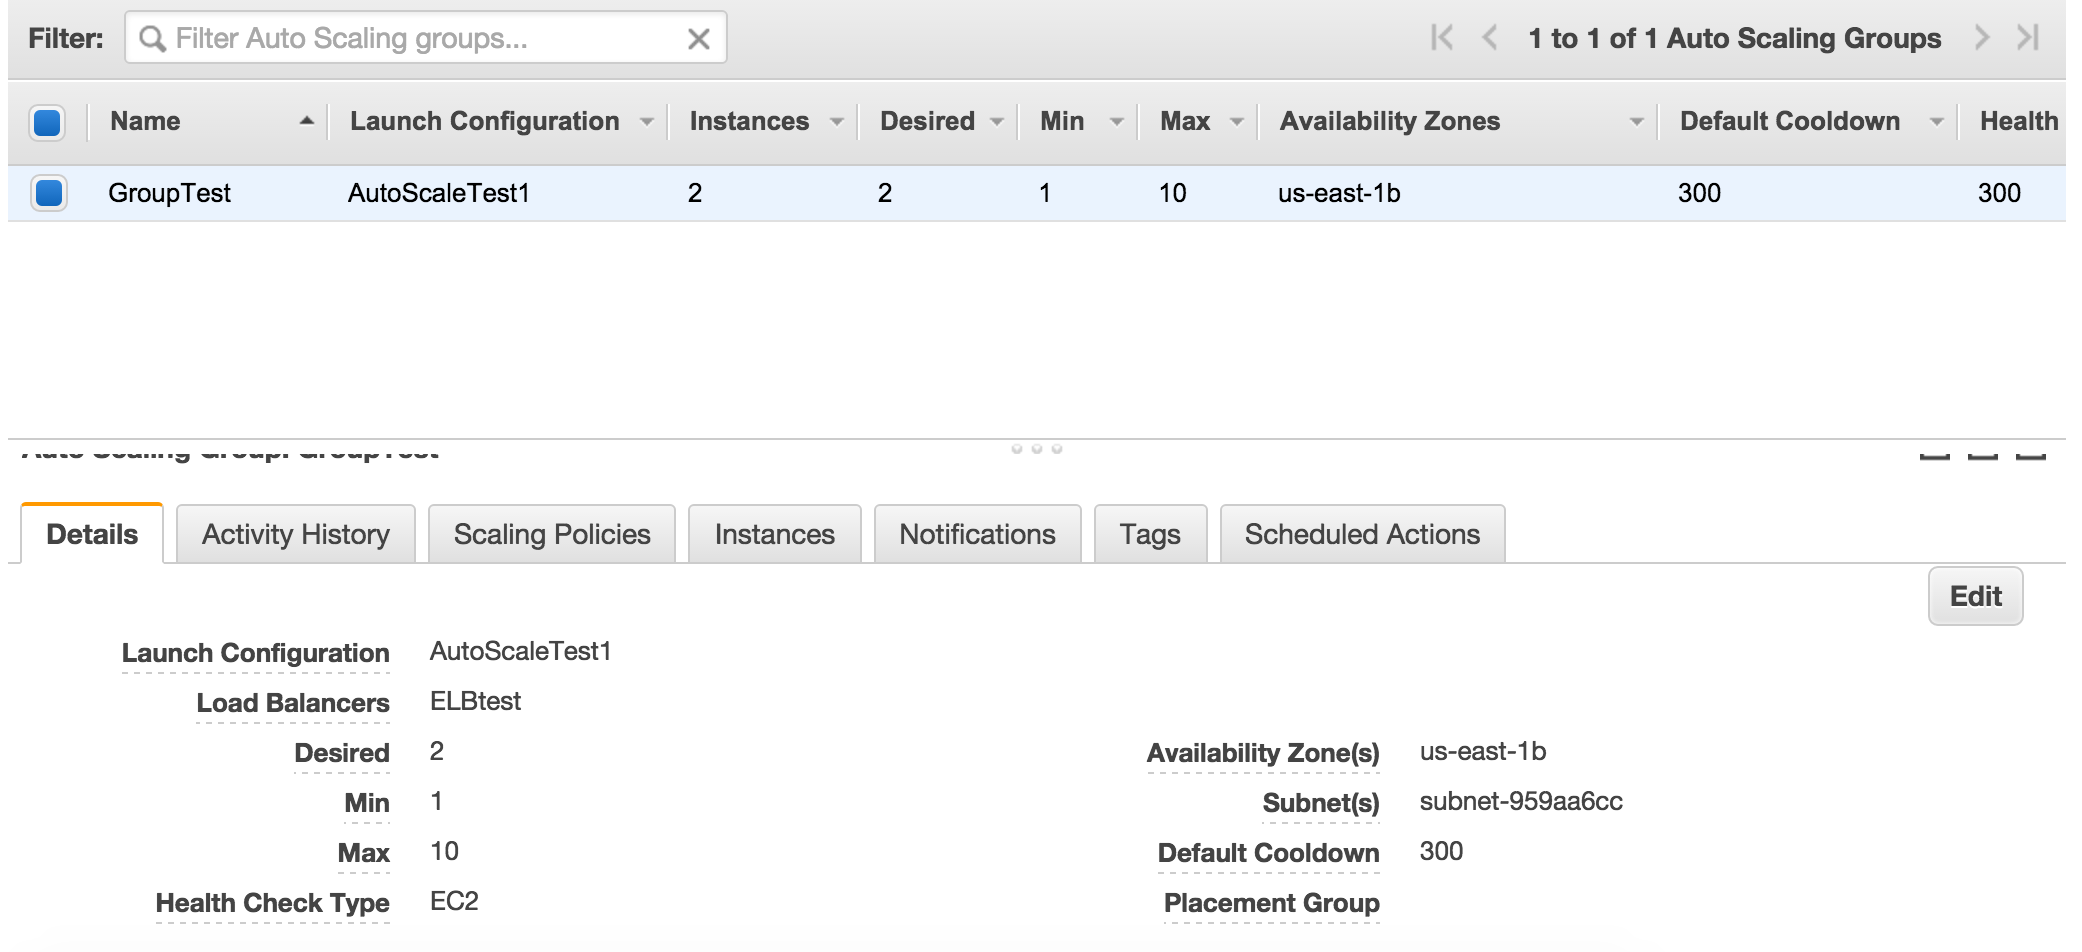 Filter: Filter Auto Scaling groups... 1 to 1 of 1 Auto Scaling Groups
Name Launch Configuration Instances Desired Min Max Availability Zones Default Cooldown Health
GroupTest AutoScaleTest1 2 2 1 10 us-east-1b 300 300
Auto Scaling Group: GroupTest
Details Activity History Scaling Policies Instances Notifications Tags Scheduled Actions
Edit
Launch Configuration AutoScaleTest1
Load Balancers ELBtest
Desired 2 Availability Zone(s) us-east-1b
Min 1 Subnet(s) subnet-959aa6cc
Max 10 Default Cooldown 300
Health Check Type EC2 Placement Group